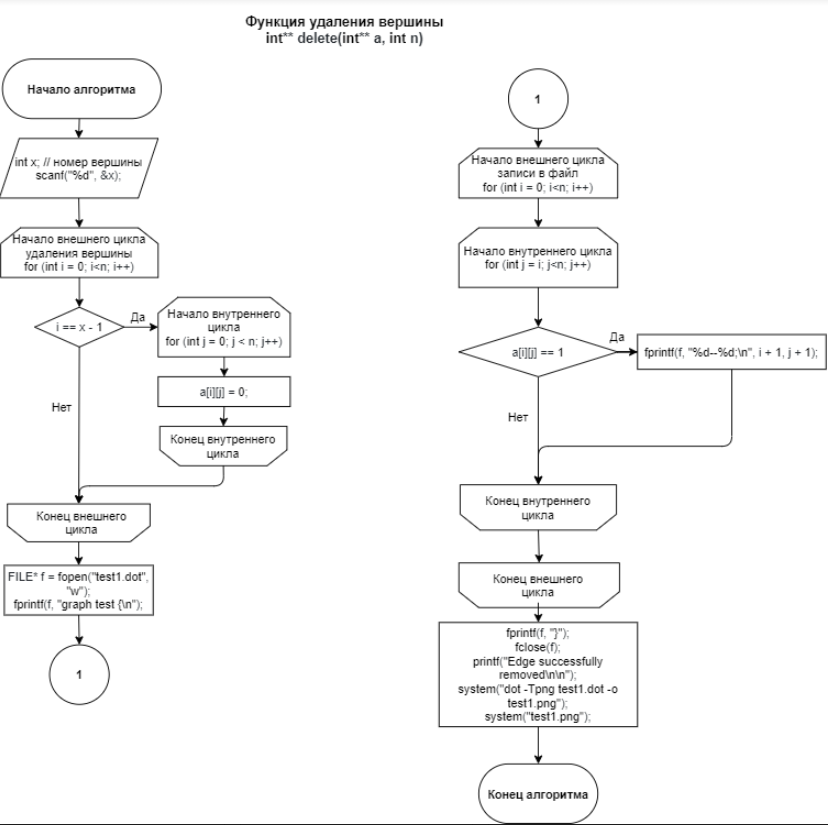 Функция удаления вершины
int** delete(int** a, int n)
Начало алгоритма
int x; // номер вершины
scanf("%d", &x);
Начало внешнего цикла
удаления вершины
for (int i = 0; i<n; i++)
i == x - 1
Да
Начало внутреннего
цикла
for (int j = 0; j < n; j++)
a[i][j] = 0;
Конец внутреннего
цикла
Нет
Конец внешнего
цикла
FILE* f = fopen("test1.dot",
"w");
fprintf(f, "graph test {\n");
1
1
Начало внешнего цикла
записи в файл
for (int i = 0; i<n; i++)
Начало внутреннего цикла
for (int j = i; j<n; j++)
a[i][j] == 1
Да
fprintf(f, "%d--%d;\n", i + 1, j + 1);
Нет
Конец внутреннего
цикла
Конец внешнего
цикла
fprintf(f, "}");
fclose(f);
printf("Edge successfully
removed\n\n");
system("dot -Tpng test1.dot -o
test1.png");
system("test1.png");
Конец алгоритма